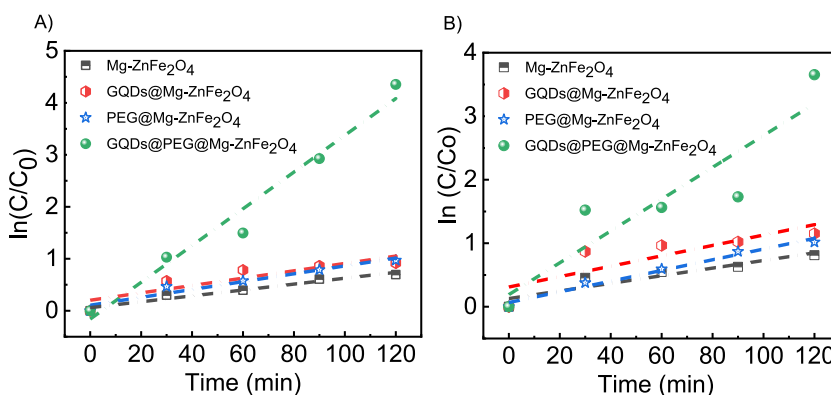 A)
ln(C/C₀)
5
4
3
2
1
0
Mg-ZnFe₂O₄
GQDs@Mg-ZnFe₂O₄
PEG@Mg-ZnFe₂O₄
GQDs@PEG@Mg-ZnFe₂O₄
0 20 40 60 80 100 120
Time (min)
B)
ln (C/Co)
4
3
2
1
0
Mg-ZnFe₂O₄
GQDs@Mg-ZnFe₂O₄
PEG@Mg-ZnFe₂O₄
GQDs@PEG@Mg-ZnFe₂O₄
0 20 40 60 80 100 120
Time (min)